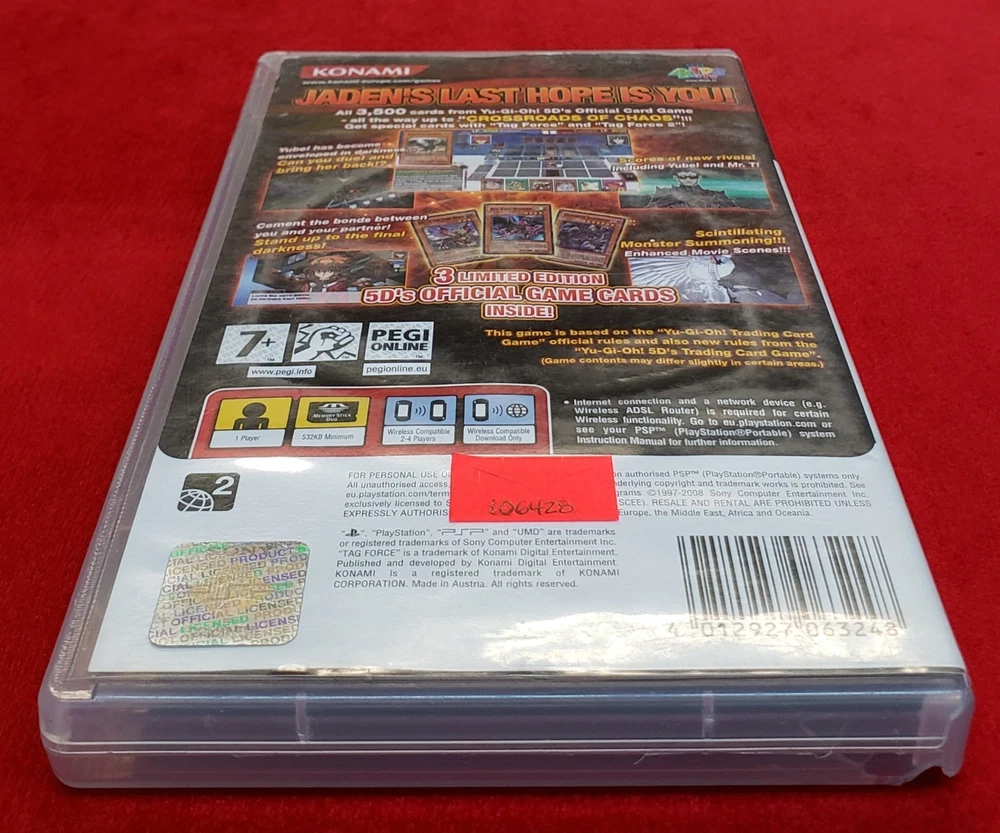 KONAMI
www.konami-europe.com/games
JADEN'S LAST HOPE IS YOU!
All 3,500 cards from Yu-Gi-Oh! 5D's Official Card Game
- all the way up to "CROSSROADS OF CHAOS"!!!
Get special cards with "Tag Force" and "Tag Force 2"!
Yubel has become
enveloped in darkness.
Can you duel and
bring her back?
Scores of new rivals!
Including Yubel and Mr. T!
Cement the bonds between
you and your partner!
Stand up to the final
darkness!
Scintillating
Monster Summoning!!!
Enhanced Movie Scenes!!!
3 LIMITED EDITION
5D's OFFICIAL GAME CARDS
INSIDE!
7+
www.pegi.info
PEGI
ONLINE
pegionline.eu
This game is based on the "Yu-Gi-Oh! Trading Card
Game" official rules and also new rules from the
"Yu-Gi-Oh! 5D's Trading Card Game".
(Game contents may differ slightly in certain areas.)
1 Player
Memory Stick
Duo
532KB Minimum
Wireless Compatible
2-4 Players
Wireless Compatible
Download Only
• Internet connection and a network device (e.g.
Wireless ADSL Router) is required for certain
Wireless functionality. Go to eu.playstation.com or
see your PSP™ (PlayStation®Portable) system
Instruction Manual for further information.
2
FOR PERSONAL USE O
n authorised PSP™ (PlayStation®Portable) systems only.
All unauthorised access,
derlying copyright and trademark works is prohibited. See
eu.playstation.com/terms
grams ©1997-2008 Sony Computer Entertainment Inc.
exclusively licensed to S
SCEE). RESALE AND RENTAL ARE PROHIBITED UNLESS
EXPRESSLY AUTHORIS
Europe, the Middle East, Africa and Oceania.
206428
"", "PlayStation", "PSP" and "UMD" are trademarks
or registered trademarks of Sony Computer Entertainment Inc.
"TAG FORCE" is a trademark of Konami Digital Entertainment.
Published and developed by Konami Digital Entertainment.
KONAMI is a registered trademark of KONAMI
CORPORATION. Made in Austria. All rights reserved.
OFFICIAL
LICENSED PRODUCT
4 012927 063248